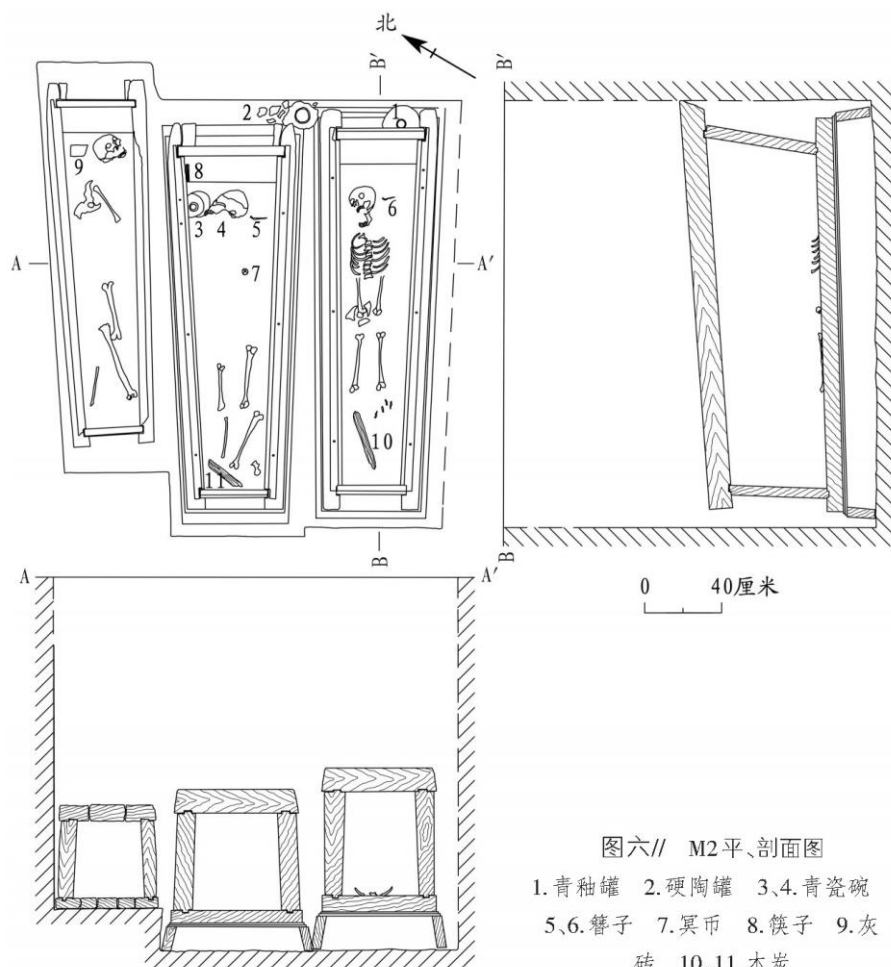 北
B′
B′
2
1
9
8
3
4
5
6
7
A
A′
10
11
B
B
A
A′
0
40厘米
图六// M2平、剖面图
1.青釉罐 2.硬陶罐 3、4.青瓷碗
5、6.簪子 7.冥币 8.筷子 9.灰
砖 10、11.木炭